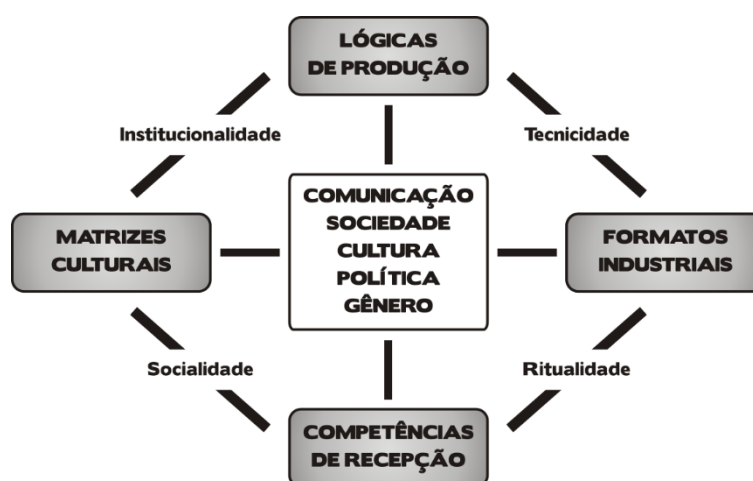 LÓGICAS
DE PRODUÇÃO
Institucionalidade
Tecnicidade
MATRIZES
CULTURAIS
COMUNICAÇÃO
SOCIEDADE
CULTURA
POLÍTICA
GÊNERO
FORMATOS
INDUSTRIAIS
Socialidade
Ritualidade
COMPETÊNCIAS
DE RECEPÇÃO